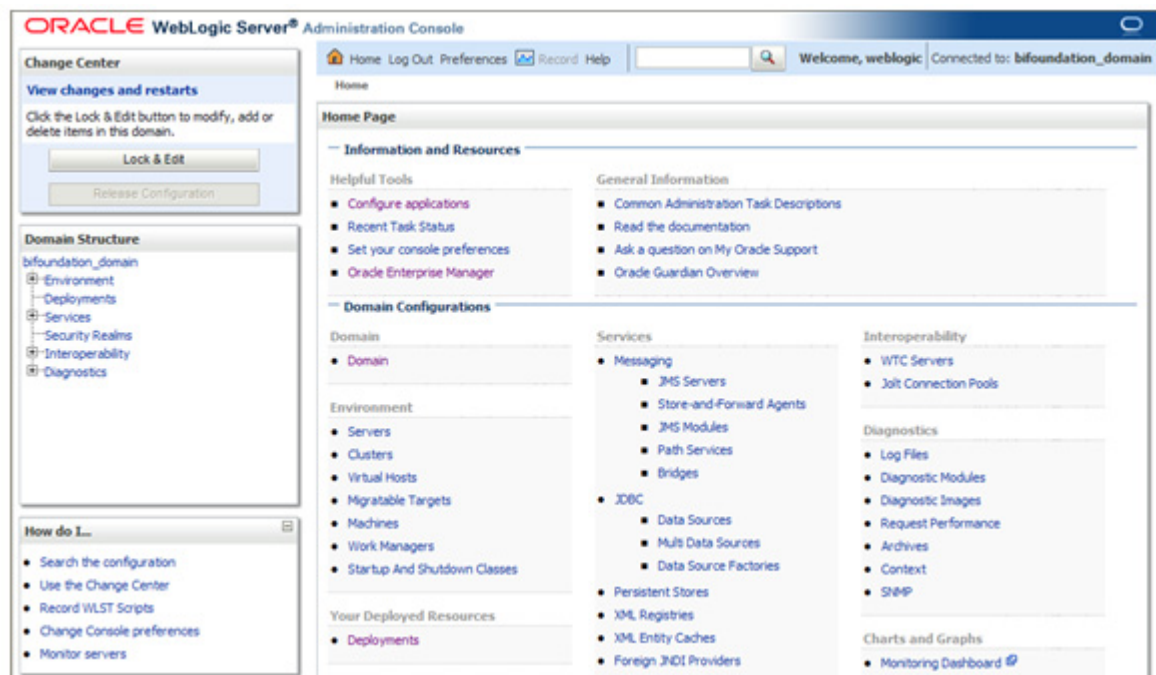 ORACLE WebLogic Server® Administration Console
Change Center
View changes and restarts
Click the Lock & Edit button to modify, add or
delete items in this domain.
Lock & Edit
Release Configuration
Domain Structure
bifoundation_domain
Environment
Deployments
Services
Security Realms
Interoperability
Diagnostics
How do I...
Search the configuration
Use the Change Center
Record WLST Scripts
Change Console preferences
Monitor servers
Home Log Out Preferences Record Help
Welcome, weblogic Connected to: bifoundation_domain
Home
Home Page
Information and Resources
Helpful Tools
Configure applications
Recent Task Status
Set your console preferences
Oracle Enterprise Manager
General Information
Common Administration Task Descriptions
Read the documentation
Ask a question on My Oracle Support
Oracle Guardian Overview
Domain Configurations
Domain
Domain
Environment
Servers
Clusters
Virtual Hosts
Migratable Targets
Machines
Work Managers
Startup And Shutdown Classes
Your Deployed Resources
Deployments
Services
Messaging
JMS Servers
Store-and-Forward Agents
JMS Modules
Path Services
Bridges
JDBC
Data Sources
Multi Data Sources
Data Source Factories
Persistent Stores
XML Registries
XML Entity Caches
Foreign JNDI Providers
Interoperability
WTC Servers
Jolt Connection Pools
Diagnostics
Log Files
Diagnostic Modules
Diagnostic Images
Request Performance
Archives
Context
SNMP
Charts and Graphs
Monitoring Dashboard